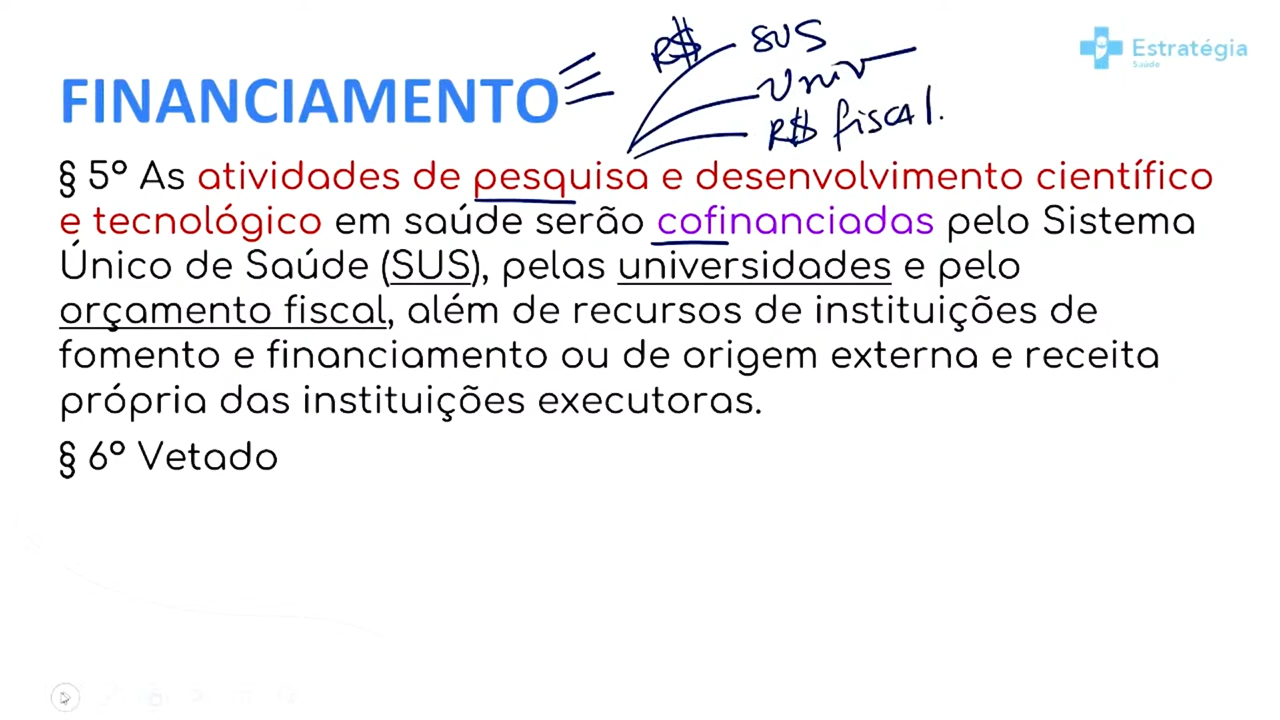 R$ SUS
Univ
R$ fiscal.
Estratégia
Saúde
FINANCIAMENTO
§ 5º As atividades de pesquisa e desenvolvimento científico
e tecnológico em saúde serão cofinanciadas pelo Sistema
Único de Saúde (SUS), pelas universidades e pelo
orçamento fiscal, além de recursos de instituições de
fomento e financiamento ou de origem externa e receita
própria das instituições executoras.
§ 6º Vetado